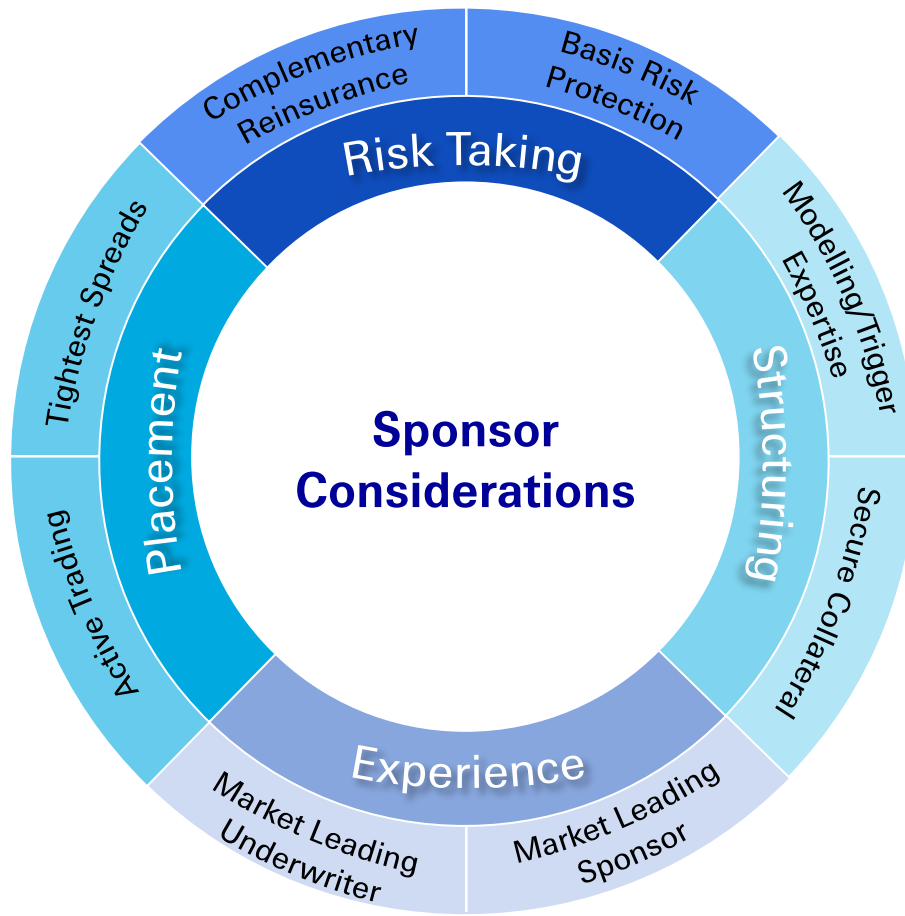 Complementary
Reinsurance
Basis Risk
Protection
Risk Taking
Modelling/Trigger
Expertise
Structuring
Secure Collateral
Market Leading
Sponsor
Experience
Market Leading
Underwriter
Active Trading
Placement
Tightest Spreads
Sponsor
Considerations